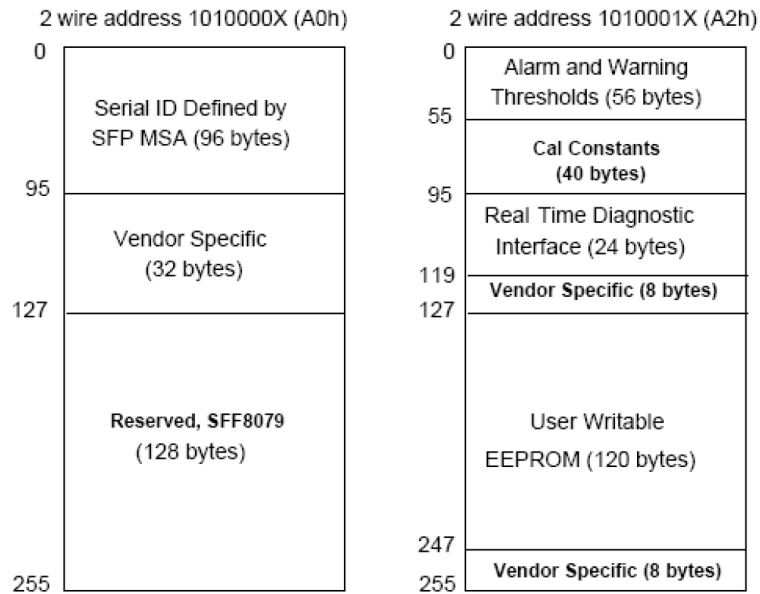 2 wire address 1010000X (A0h)
0
Serial ID Defined by
SFP MSA (96 bytes)
95
Vendor Specific
(32 bytes)
127
Reserved, SFF8079
(128 bytes)
255
2 wire address 1010001X (A2h)
0
Alarm and Warning
Thresholds (56 bytes)
55
Cal Constants
(40 bytes)
95
Real Time Diagnostic
Interface (24 bytes)
119
Vendor Specific (8 bytes)
127
User Writable
EEPROM (120 bytes)
247
Vendor Specific (8 bytes)
255